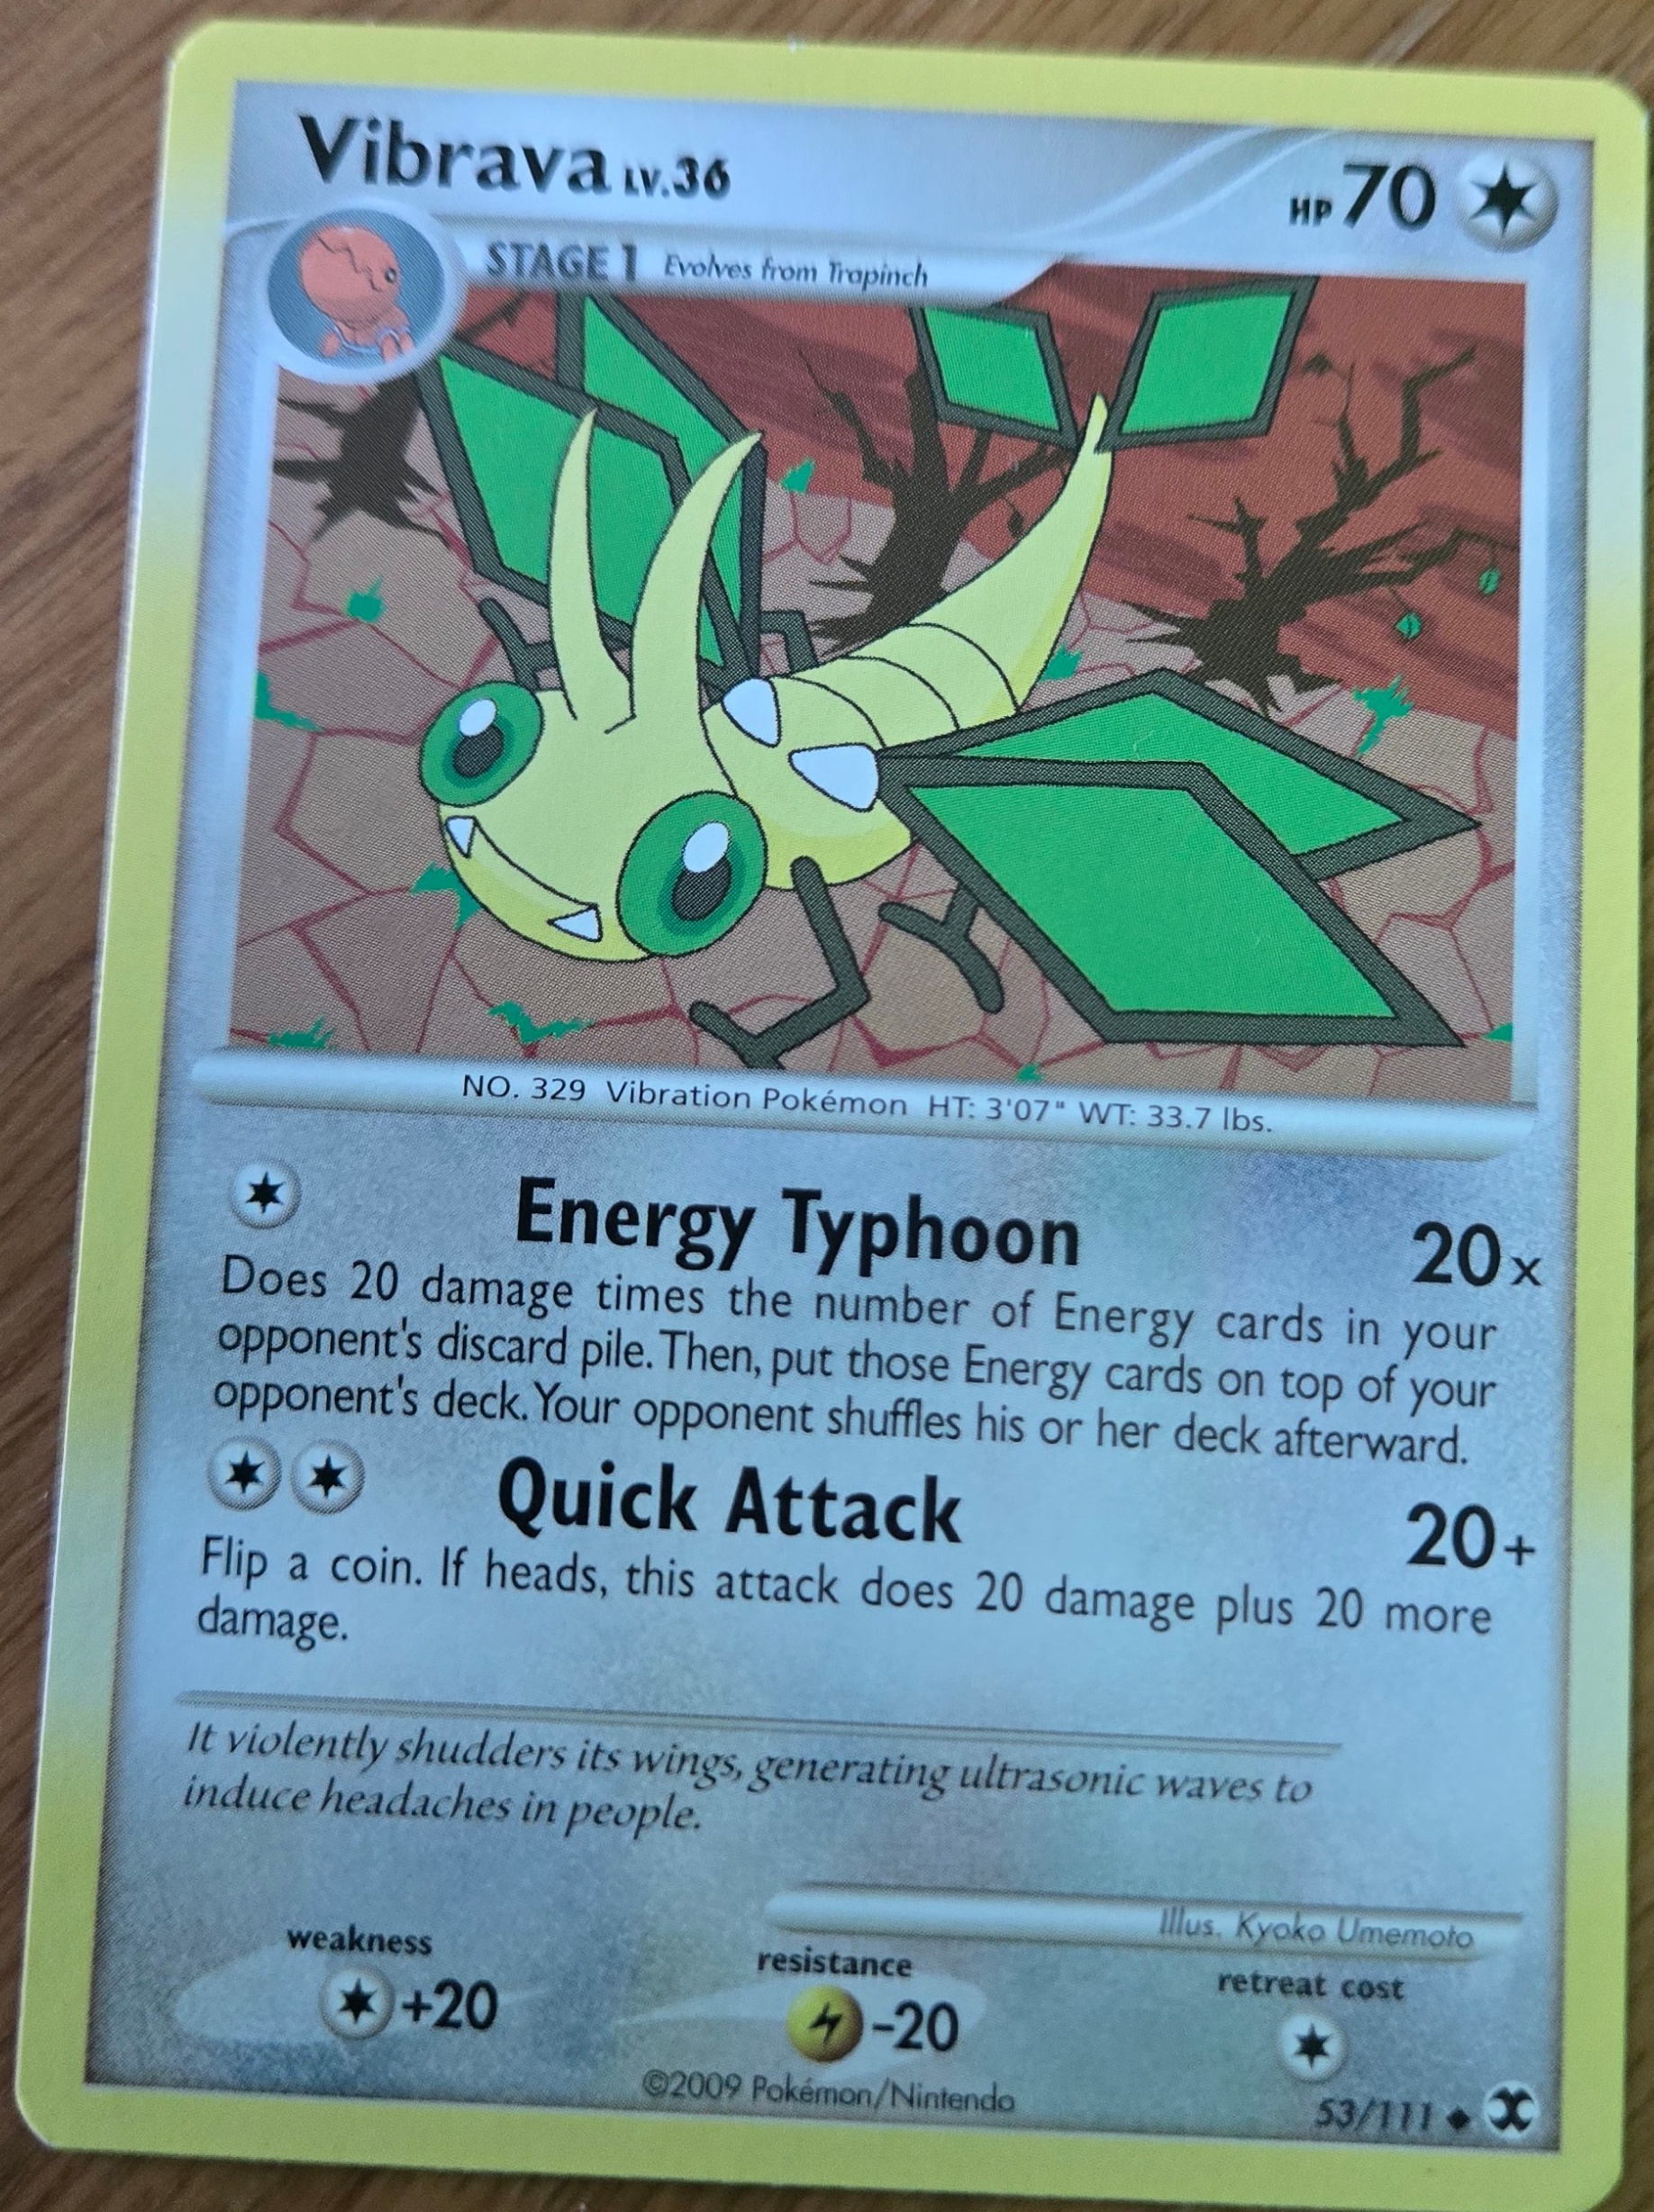 Vibrava LV.36
HP 70
STAGE 1 Evolves from Trapinch
NO. 329 Vibration Pokémon HT: 3'07" WT: 33.7 lbs.
Energy Typhoon 20x
Does 20 damage times the number of Energy cards in your
opponent's discard pile. Then, put those Energy cards on top of your
opponent's deck. Your opponent shuffles his or her deck afterward.
Quick Attack 20+
Flip a coin. If heads, this attack does 20 damage plus 20 more
damage.
It violently shudders its wings, generating ultrasonic waves to
induce headaches in people.
Illus. Kyoko Umemoto
weakness resistance retreat cost
+20 -20
©2009 Pokémon/Nintendo
53/111